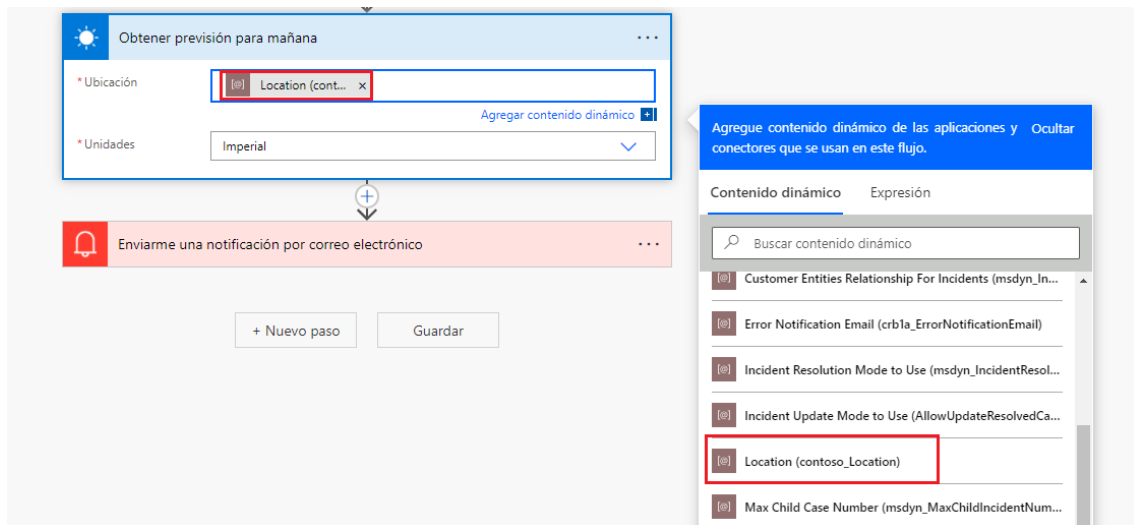 Obtener previsión para mañana
* Ubicación
[@] Location (cont... ×
Agregar contenido dinámico
* Unidades
Imperial
Enviarme una notificación por correo electrónico
+ Nuevo paso
Guardar
Agregue contenido dinámico de las aplicaciones y conectores que se usan en este flujo.
Ocultar
Contenido dinámico
Expresión
Buscar contenido dinámico
[@] Customer Entities Relationship For Incidents (msdyn_In...
[@] Error Notification Email (crb1a_ErrorNotificationEmail)
[@] Incident Resolution Mode to Use (msdyn_IncidentResol...
[@] Incident Update Mode to Use (AllowUpdateResolvedCa...
[@] Location (contoso_Location)
[@] Max Child Case Number (msdyn_MaxChildIncidentNum...